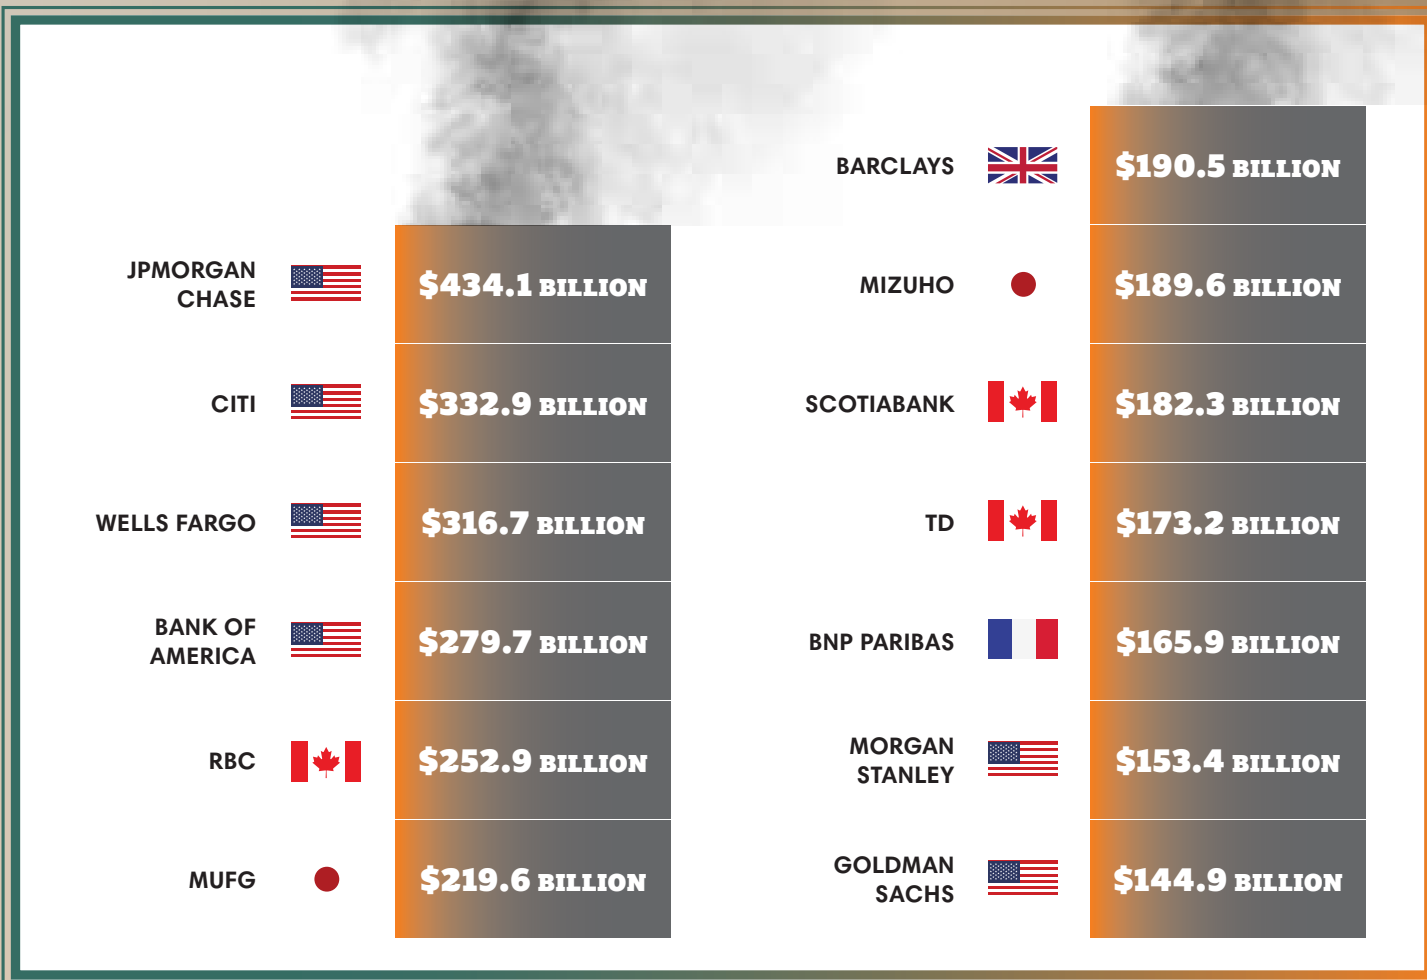 JPMORGAN
CHASE
$434.1 BILLION
CITI
$332.9 BILLION
WELLS FARGO
$316.7 BILLION
BANK OF
AMERICA
$279.7 BILLION
RBC
$252.9 BILLION
MUFG
$219.6 BILLION
BARCLAYS
$190.5 BILLION
MIZUHO
$189.6 BILLION
SCOTIABANK
$182.3 BILLION
TD
$173.2 BILLION
BNP PARIBAS
$165.9 BILLION
MORGAN
STANLEY
$153.4 BILLION
GOLDMAN
SACHS
$144.9 BILLION